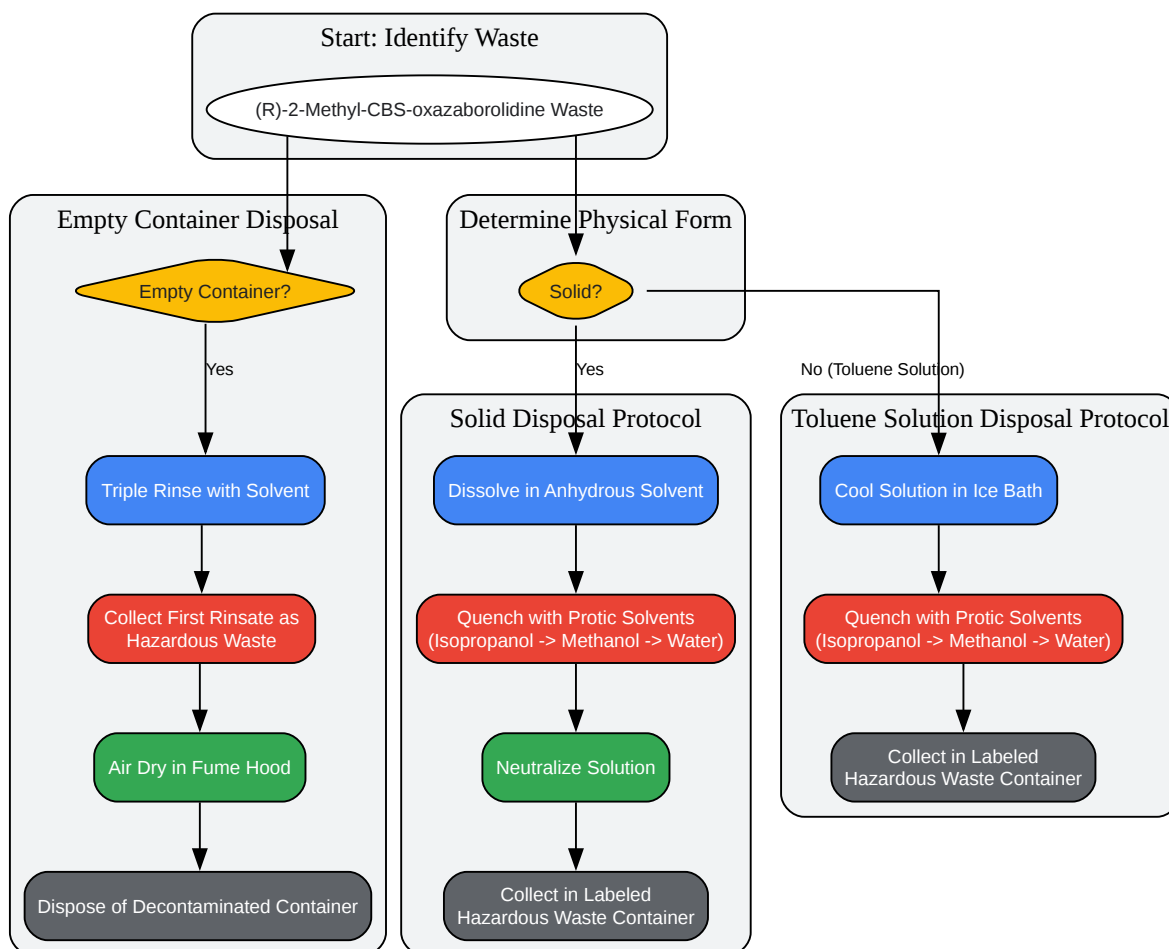 Start: Identify Waste
(R)-2-Methyl-CBS-oxazaborolidine Waste
Empty Container Disposal
Empty Container?
Yes
Triple Rinse with Solvent
Collect First Rinsate as
Hazardous Waste
Air Dry in Fume Hood
Dispose of Decontaminated Container
Determine Physical Form
Solid?
Yes
No (Toluene Solution)
Solid Disposal Protocol
Dissolve in Anhydrous Solvent
Quench with Protic Solvents
(Isopropanol -> Methanol -> Water)
Neutralize Solution
Collect in Labeled
Hazardous Waste Container
Toluene Solution Disposal Protocol
Cool Solution in Ice Bath
Quench with Protic Solvents
(Isopropanol -> Methanol -> Water)
Collect in Labeled
Hazardous Waste Container